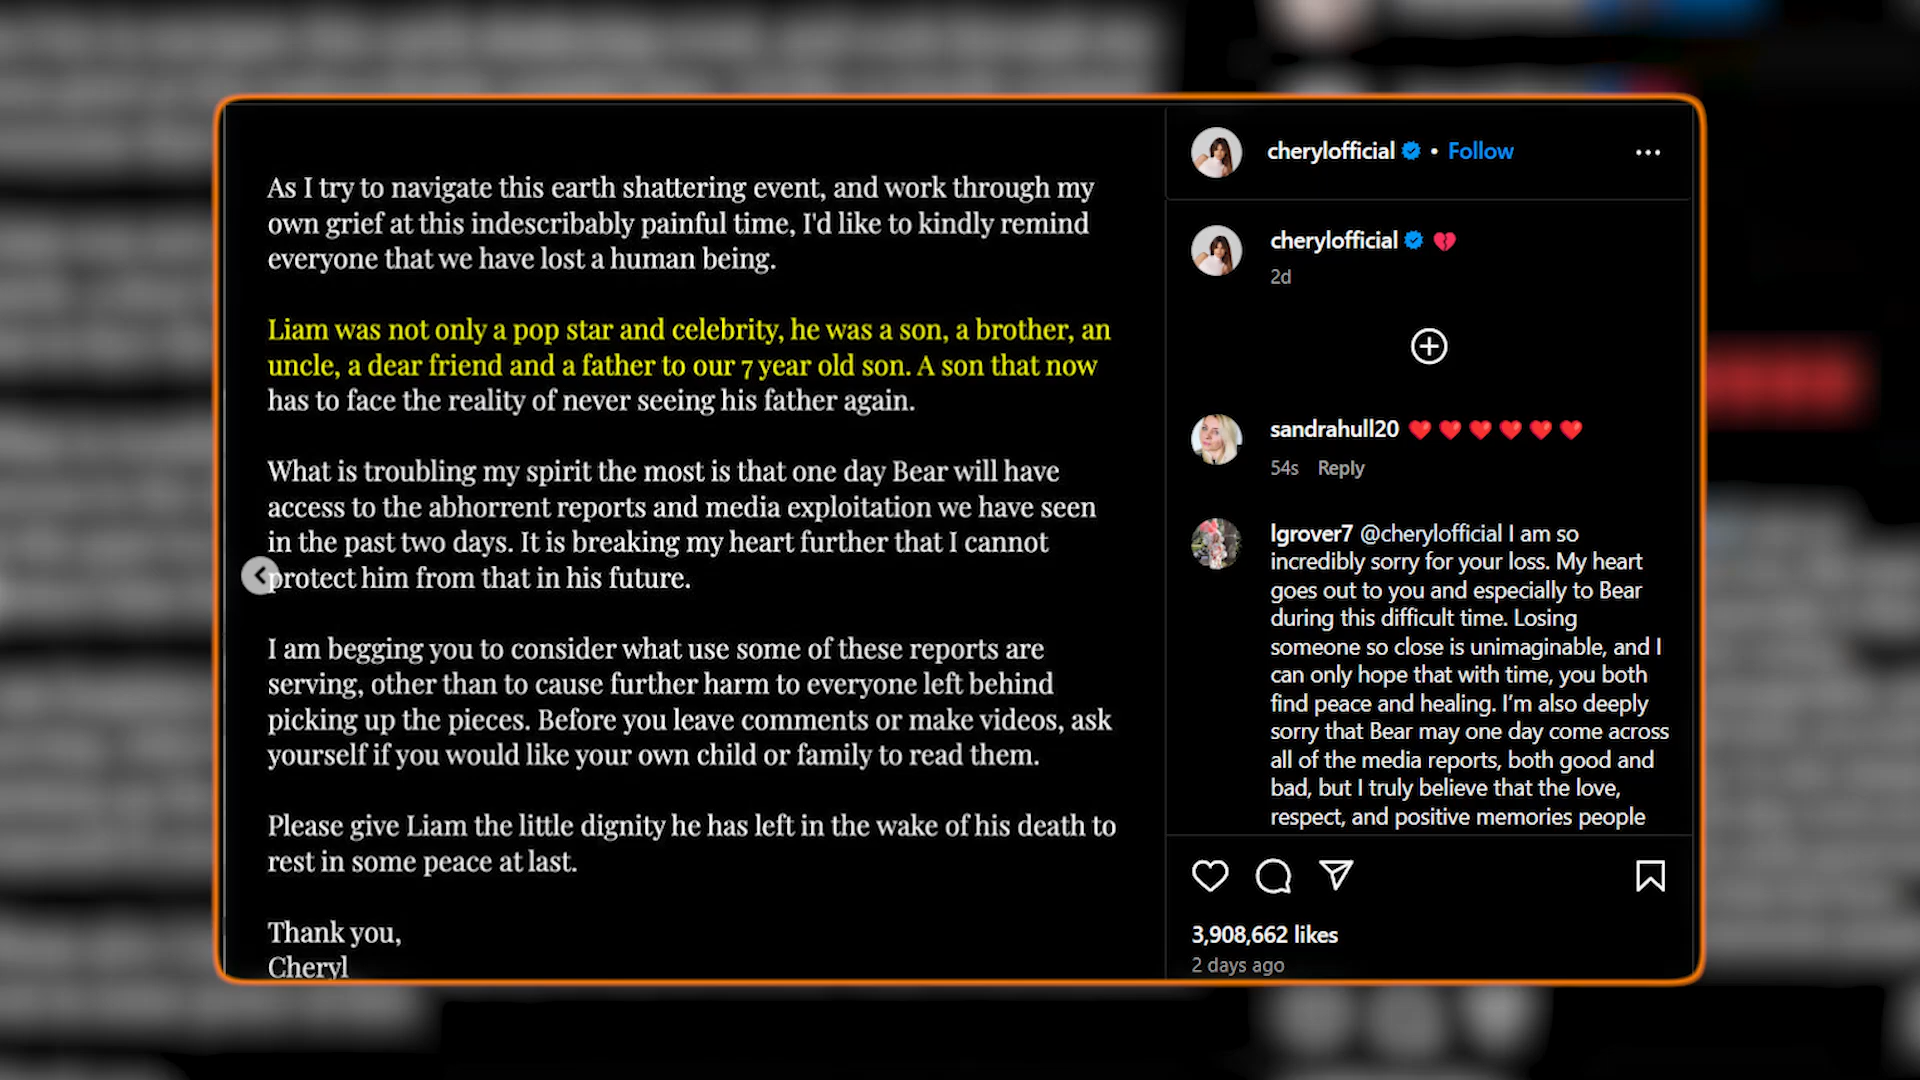 As I try to navigate this earth shattering event, and work through my
own grief at this indescribably painful time, I'd like to kindly remind
everyone that we have lost a human being.
Liam was not only a pop star and celebrity, he was a son, a brother, an
uncle, a dear friend and a father to our 7 year old son. A son that now
has to face the reality of never seeing his father again.
What is troubling my spirit the most is that one day Bear will have
access to the abhorrent reports and media exploitation we have seen
in the past two days. It is breaking my heart further that I cannot
protect him from that in his future.
I am begging you to consider what use some of these reports are
serving, other than to cause further harm to everyone left behind
picking up the pieces. Before you leave comments or make videos, ask
yourself if you would like your own child or family to read them.
Please give Liam the little dignity he has left in the wake of his death to
rest in some peace at last.
Thank you,
Cheryl
cherylofficial • Follow
cherylofficial 💔
2d
sandrahull20 ❤️❤️❤️❤️❤️❤️
54s Reply
lgrover7 @cherylofficial I am so
incredibly sorry for your loss. My heart
goes out to you and especially to Bear
during this difficult time. Losing
someone so close is unimaginable, and I
can only hope that with time, you both
find peace and healing. I’m also deeply
sorry that Bear may one day come across
all of the media reports, both good and
bad, but I truly believe that the love,
respect, and positive memories people
3,908,662 likes
2 days ago